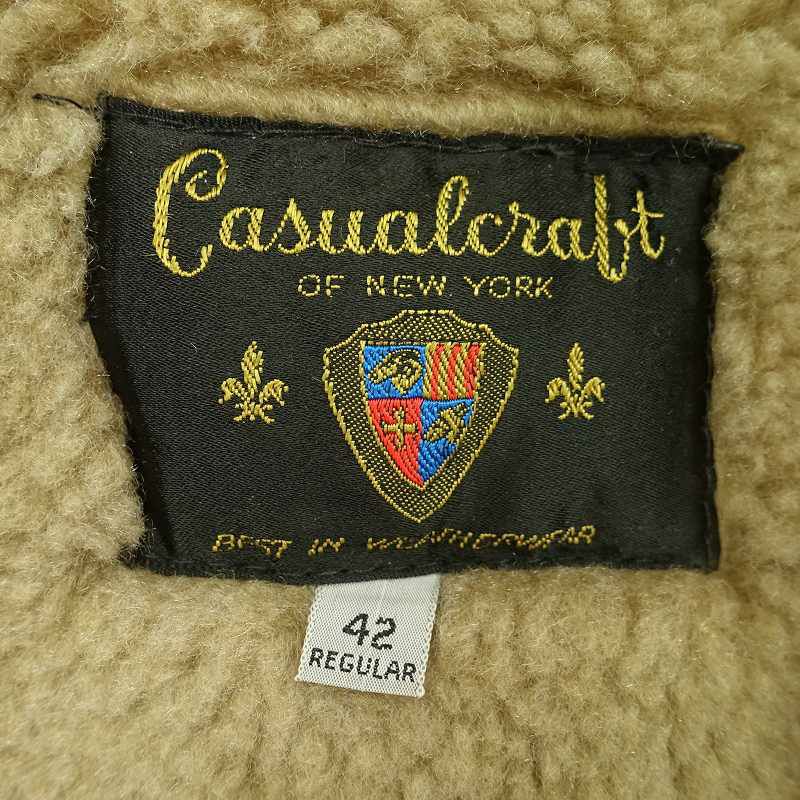 Casualcraft
OF NEW YORK
BEST IN WEATHERWEAR
42
REGULAR